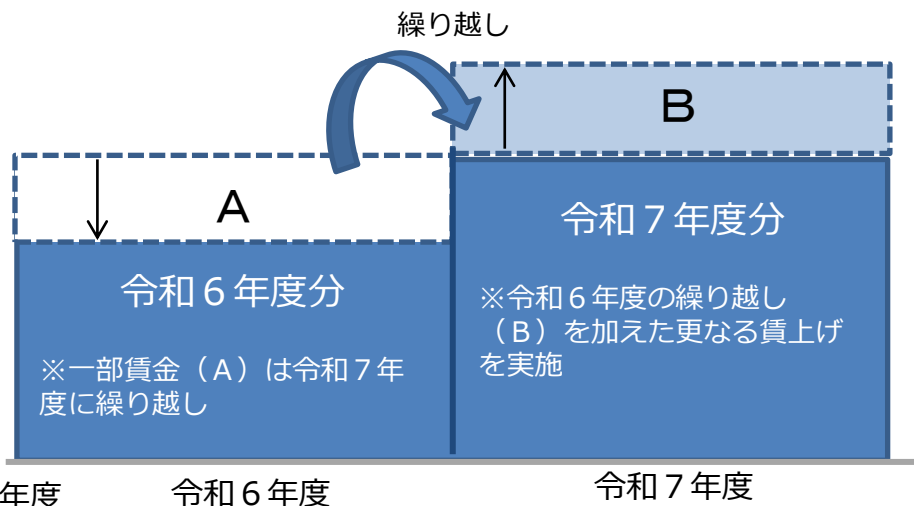 繰り越し
B
A
令和７年度分
令和６年度分
※令和６年度の繰り越し
（B）を加えた更なる賃上げ
を実施
※一部賃金（A）は令和７年
度に繰り越し
年度
令和６年度
令和７年度